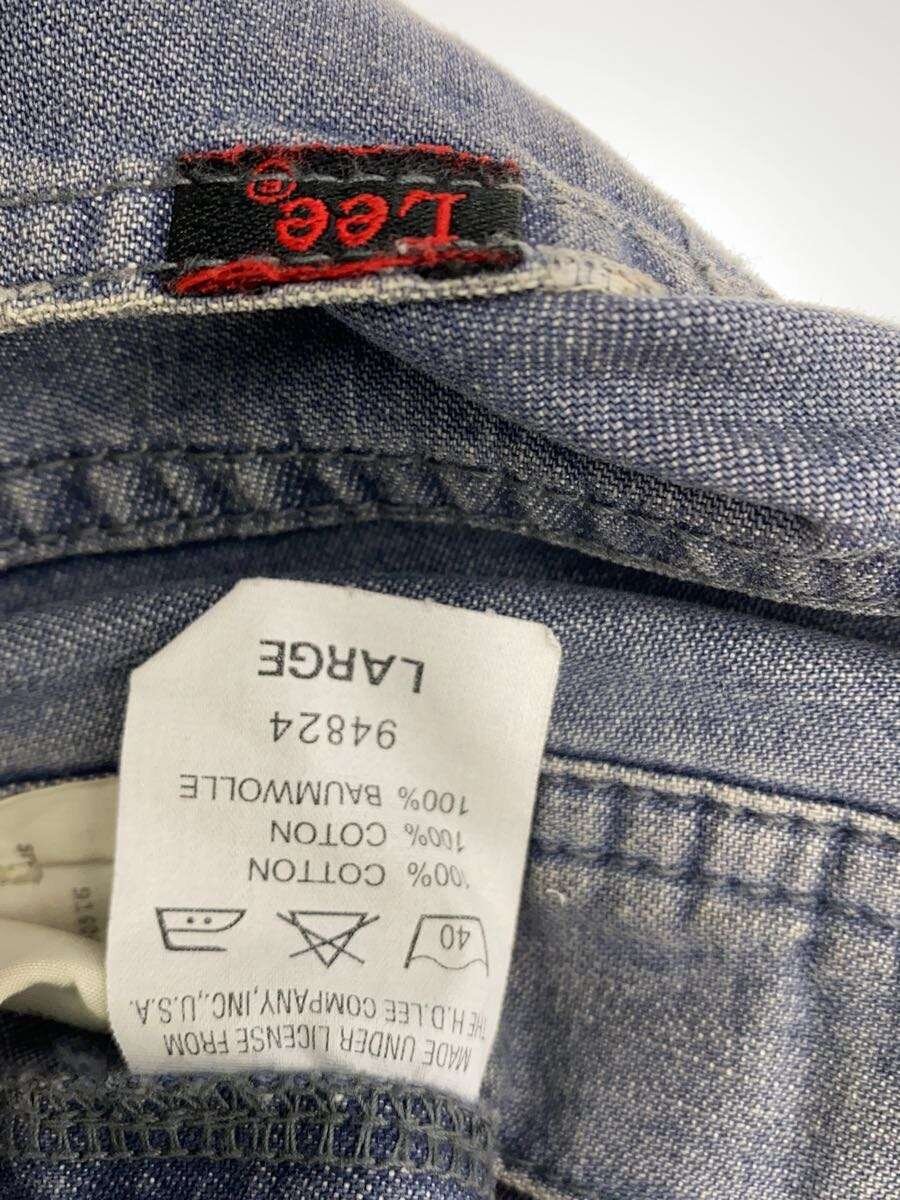 Lee®
MADE UNDER LICENSE FROM
THE H.D.LEE COMPANY,INC.,U.S.A.
40
100% COTTON
100% COTON
100% BAUMWOLLE
94824
LARGE